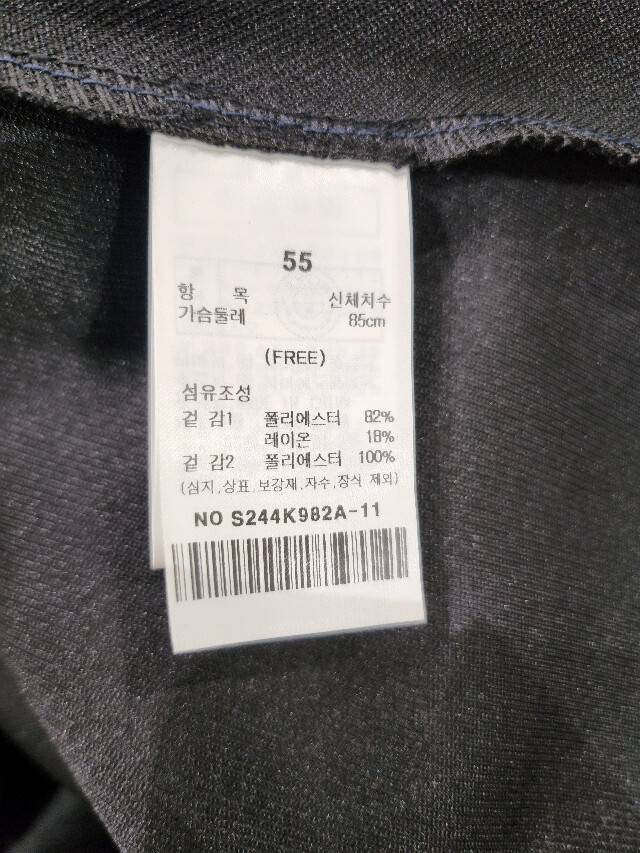 55
항 목 신체치수
가슴둘레 85cm
(FREE)
섬유조성
겉 감1 폴리에스터 82%
레이온 18%
겉 감2 폴리에스터 100%
(심지,상표,보강재,자수,장식 제외)
NO S244K982A-11